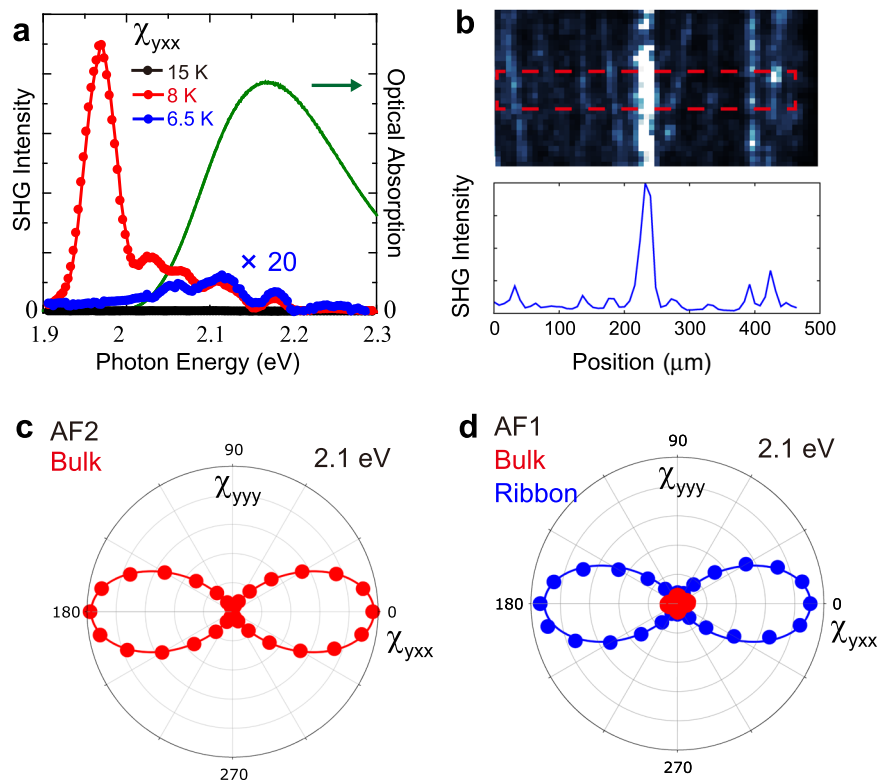 a
χyxx
15 K
8 K
6.5 K
× 20
SHG Intensity
Optical Absorption
0
0
1.9 2 2.1 2.2 2.3
Photon Energy (eV)
b
SHG Intensity
0 100 200 300 400 500
Position (μm)
c
AF2
Bulk
2.1 eV
90
χyyy
180
0
χyxx
270
d
AF1
Bulk
Ribbon
2.1 eV
90
χyyy
180
0
χyxx
270